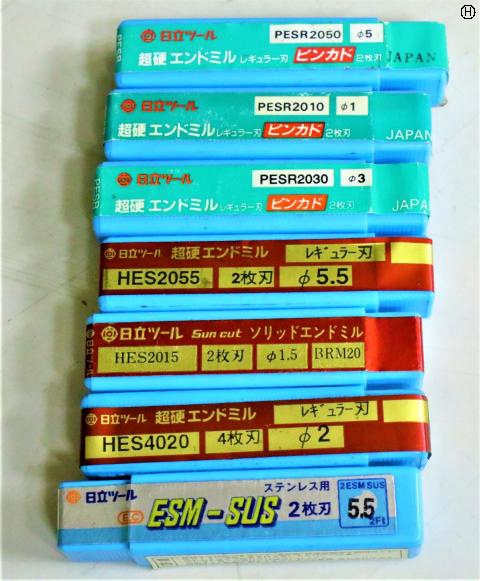 H
日立ツール PESR2050 φ5
超硬エンドミル レギュラー刃 ピンカド 2枚刃 JAPAN
日立ツール PESR2010 φ1
超硬エンドミル レギュラー刃 ピンカド 2枚刃 JAPAN
PESR
日立ツール PESR2030 φ3
超硬エンドミル レギュラー刃 ピンカド 2枚刃 JAPA
日立ツール 超硬エンドミル レギュラー刃
HES2055 2枚刃 φ5.5
日立ツール Sun cut ソリッドエンドミル
HES2015 2枚刃 φ1.5 BRM20
日立ツール 超硬エンドミル レギュラー刃
HES4020 4枚刃 φ2
日立ツール ステンレス用 2ESMSUS
EC ESM-SUS 2枚刃 5.5
2Ft